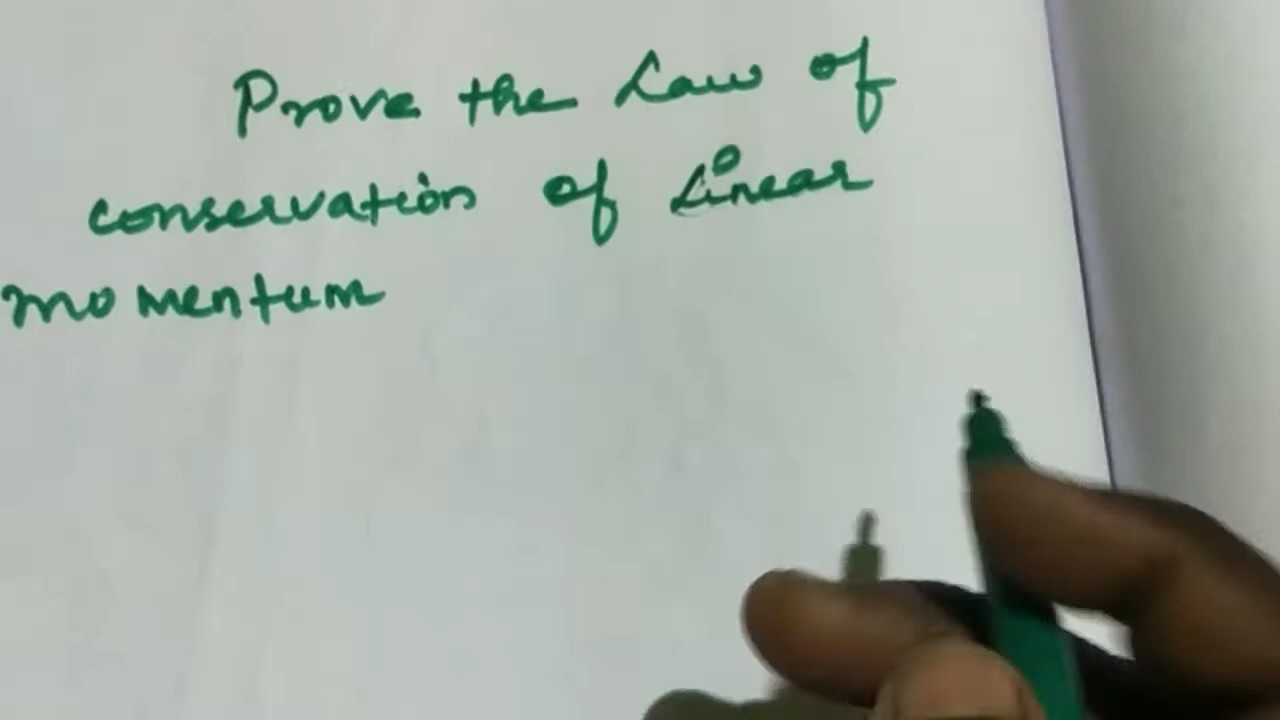 Prove the Law of
conservation of Linear
momentum